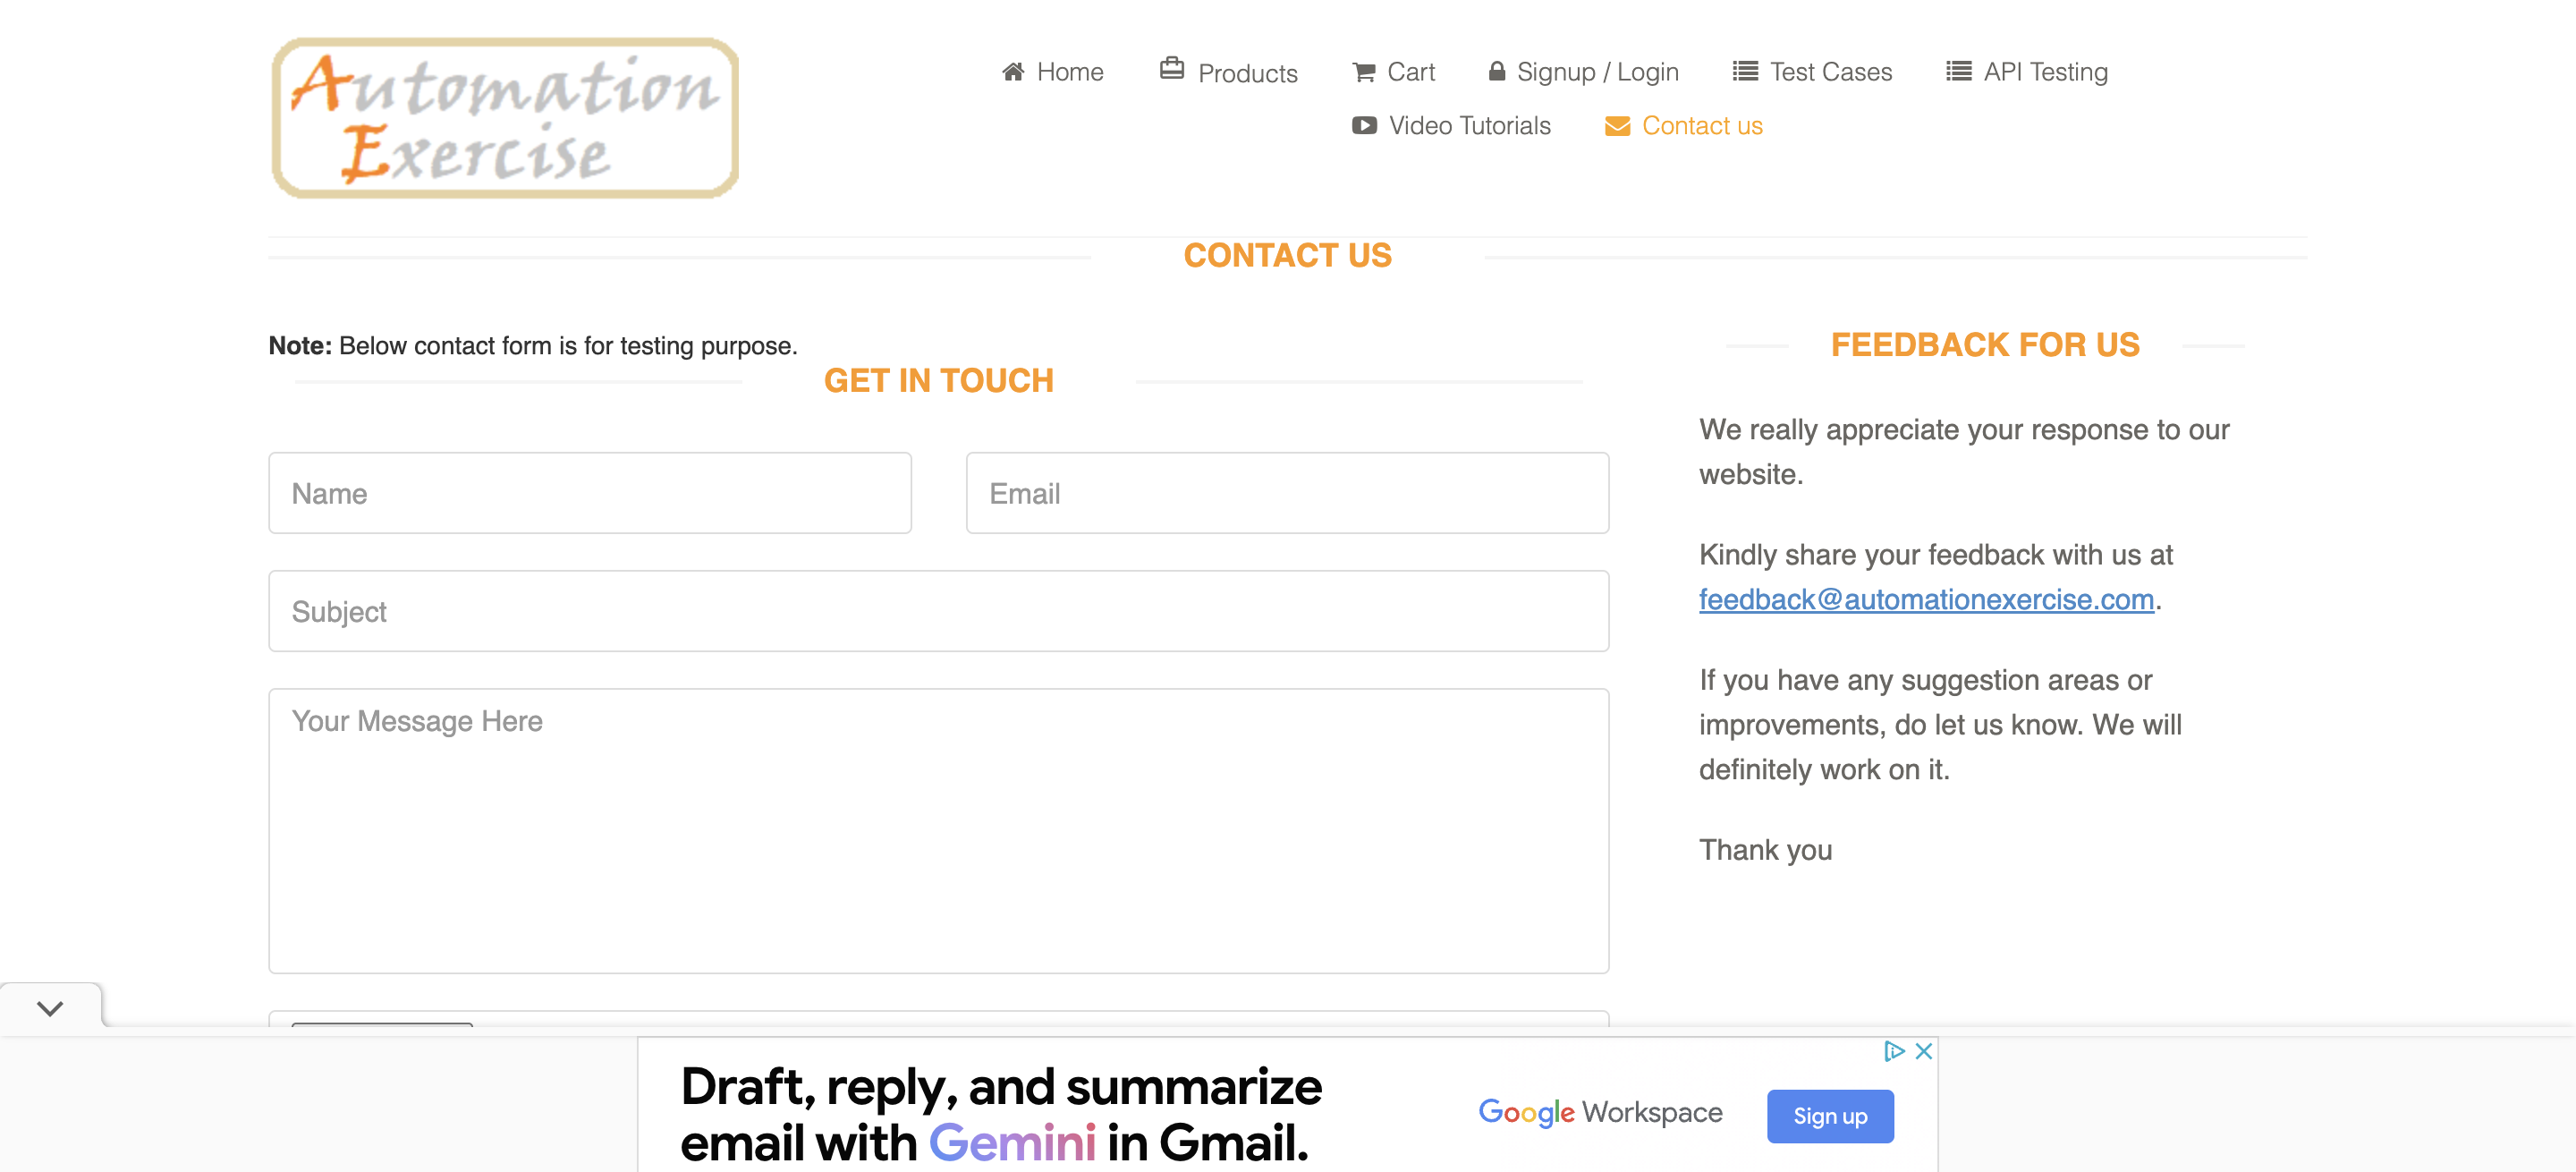 Automation
Exercise
Home
Products
Cart
Signup / Login
Test Cases
API Testing
Video Tutorials
Contact us
CONTACT US
Note: Below contact form is for testing purpose.
GET IN TOUCH
Name
Email
Subject
Your Message Here
FEEDBACK FOR US
We really appreciate your response to our
website.
Kindly share your feedback with us at
feedback@automationexercise.com.
If you have any suggestion areas or
improvements, do let us know. We will
definitely work on it.
Thank you
Draft, reply, and summarize
email with Gemini in Gmail.
Google Workspace
Sign up